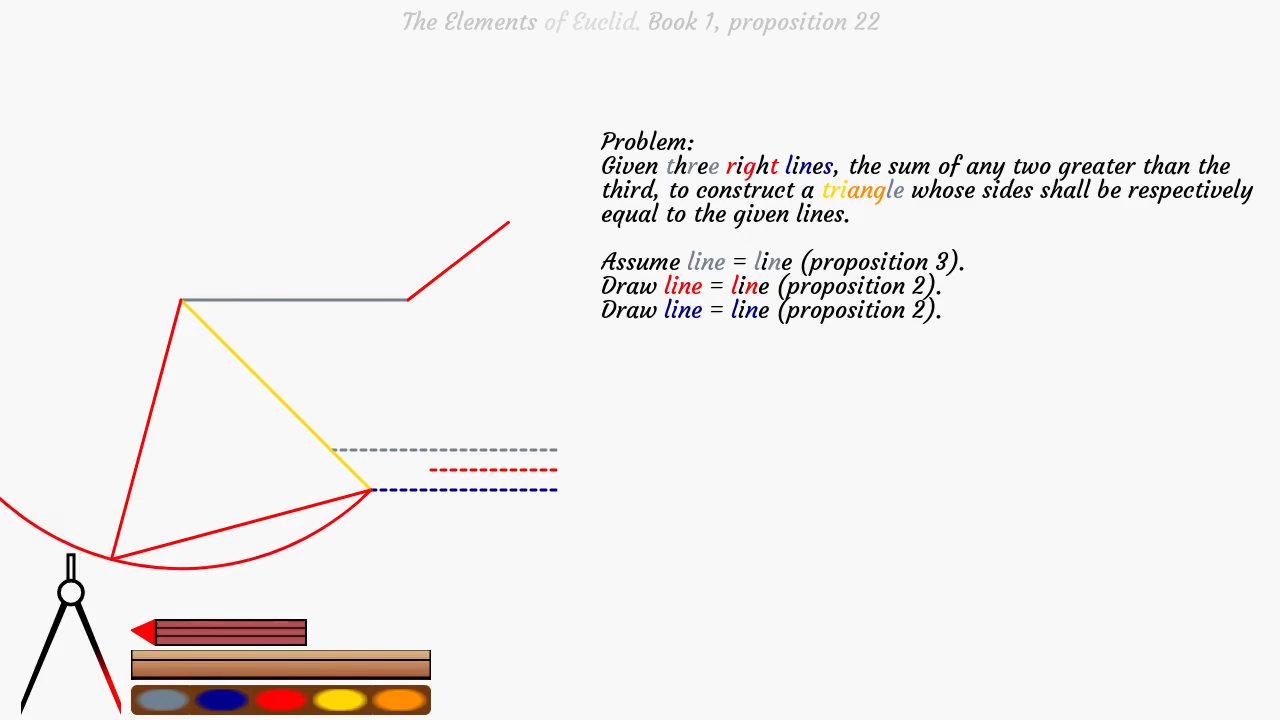 The Elements of Euclid. Book 1, proposition 22
Problem:
Given three right lines, the sum of any two greater than the
third, to construct a triangle whose sides shall be respectively
equal to the given lines.
Assume line = line (proposition 3).
Draw line = line (proposition 2).
Draw line = line (proposition 2).